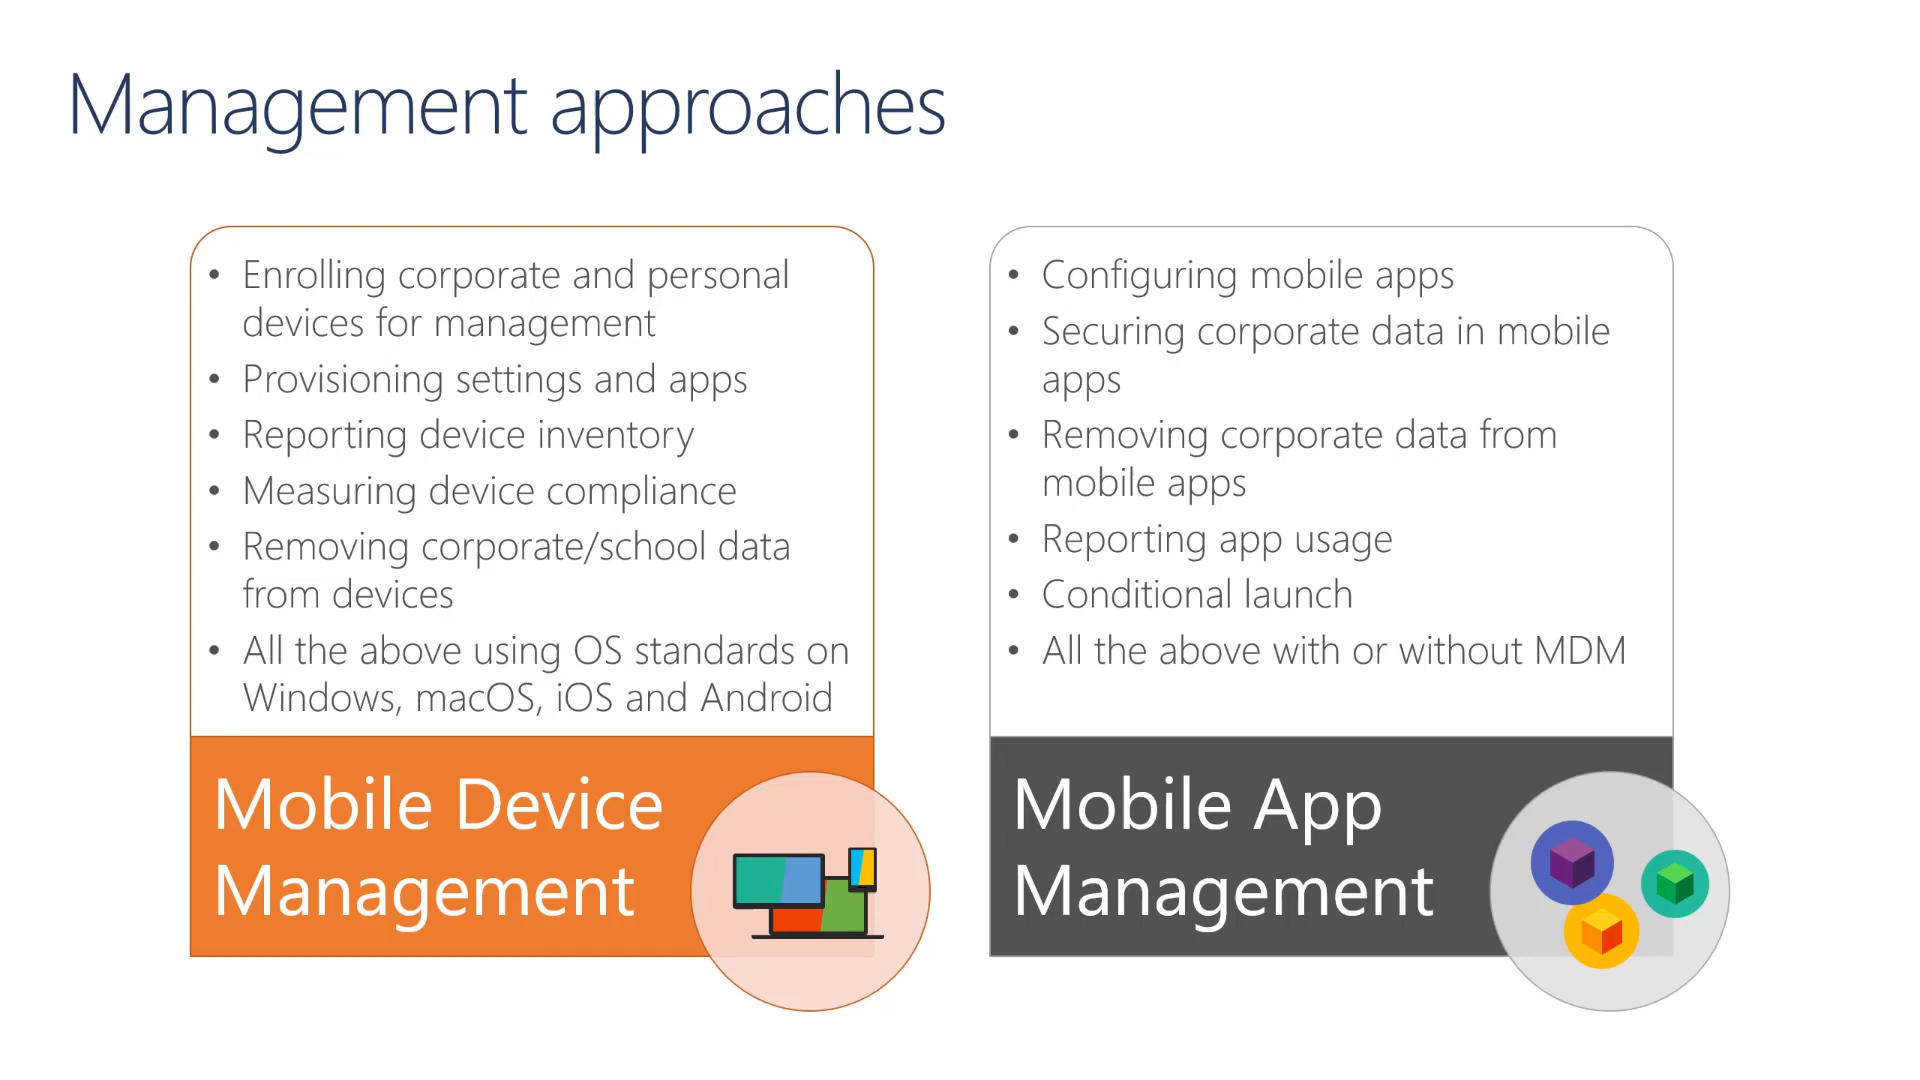 Management approaches
• Enrolling corporate and personal
devices for management
• Provisioning settings and apps
• Reporting device inventory
• Measuring device compliance
• Removing corporate/school data
from devices
• All the above using OS standards on
Windows, macOS, iOS and Android
Mobile Device
Management
• Configuring mobile apps
• Securing corporate data in mobile
apps
• Removing corporate data from
mobile apps
• Reporting app usage
• Conditional launch
• All the above with or without MDM
Mobile App
Management